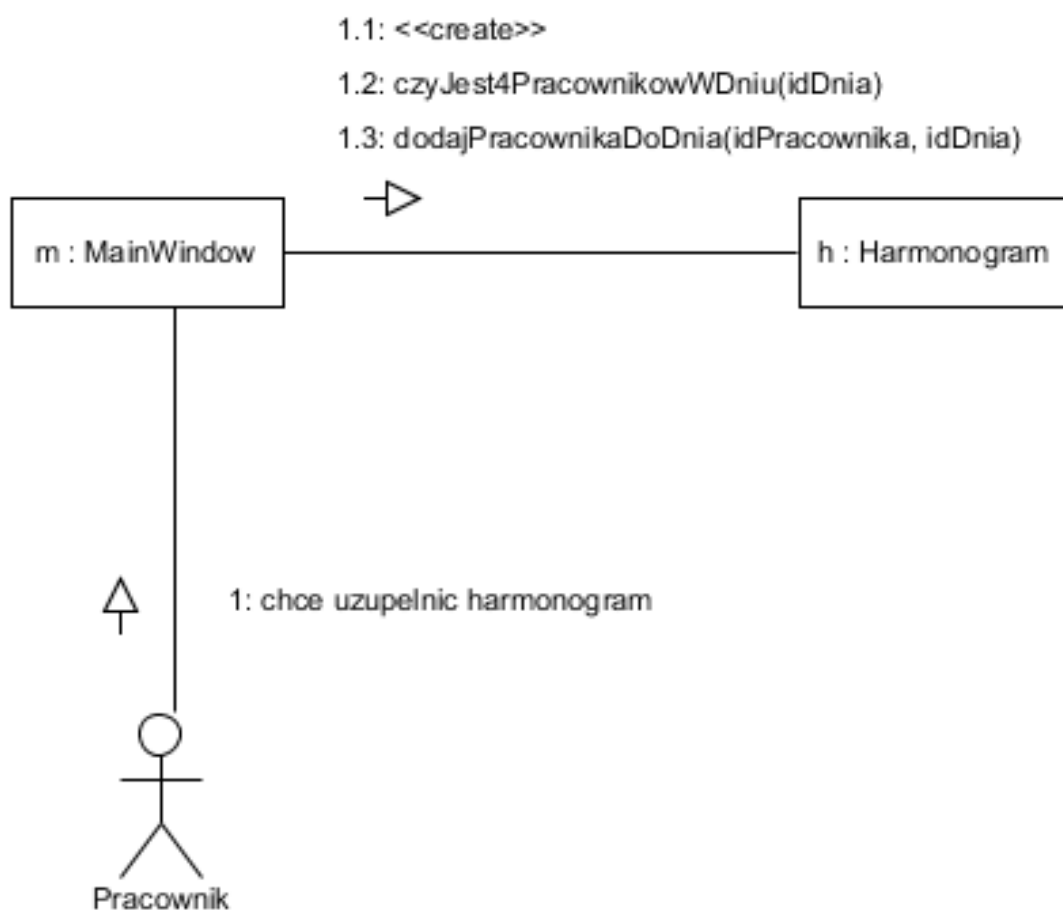 1.1: <<create>>
1.2: czyJest4PracownikowWDniu(idDnia)
1.3: dodajPracownikaDoDnia(idPracownika, idDnia)
m : MainWindow
h : Harmonogram
1: chce uzupelnic harmonogram
Pracownik